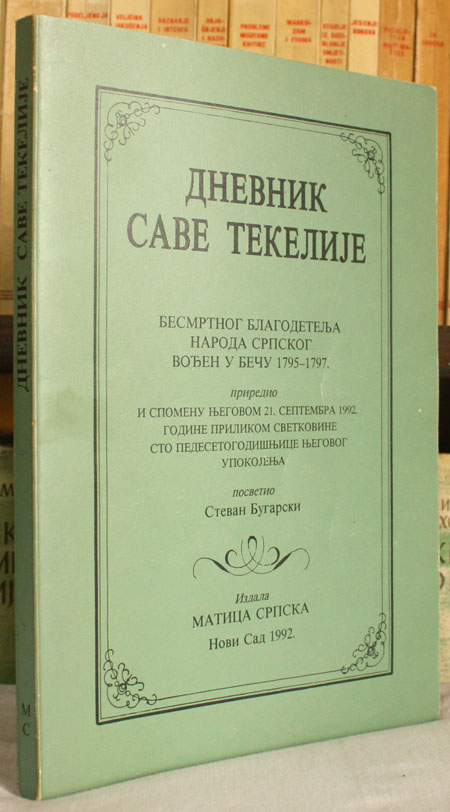 ДНЕВНИК
САВЕ ТЕКЕЛИЈЕ
БЕСМРТНОГ БЛАГОДЕТЕЉА
НАРОДА СРПСКОГ
ВОЂЕН У БЕЧУ 1795–1797.
приредио
И СПОМЕНУ ЊЕГОВОМ 21. СЕПТЕМБРА 1992.
ГОДИНЕ ПРИЛИКОМ СВЕТКОВИНЕ
СТО ПЕДЕСЕТОГОДИШЊИЦЕ ЊЕГОВОГ
УПОКОЈЕЊА
посветио
Стеван Бугарски
Издала
МАТИЦА СРПСКА
Нови Сад 1992.
ДНЕВНИК САВЕ ТЕКЕЛИЈЕ
М
С